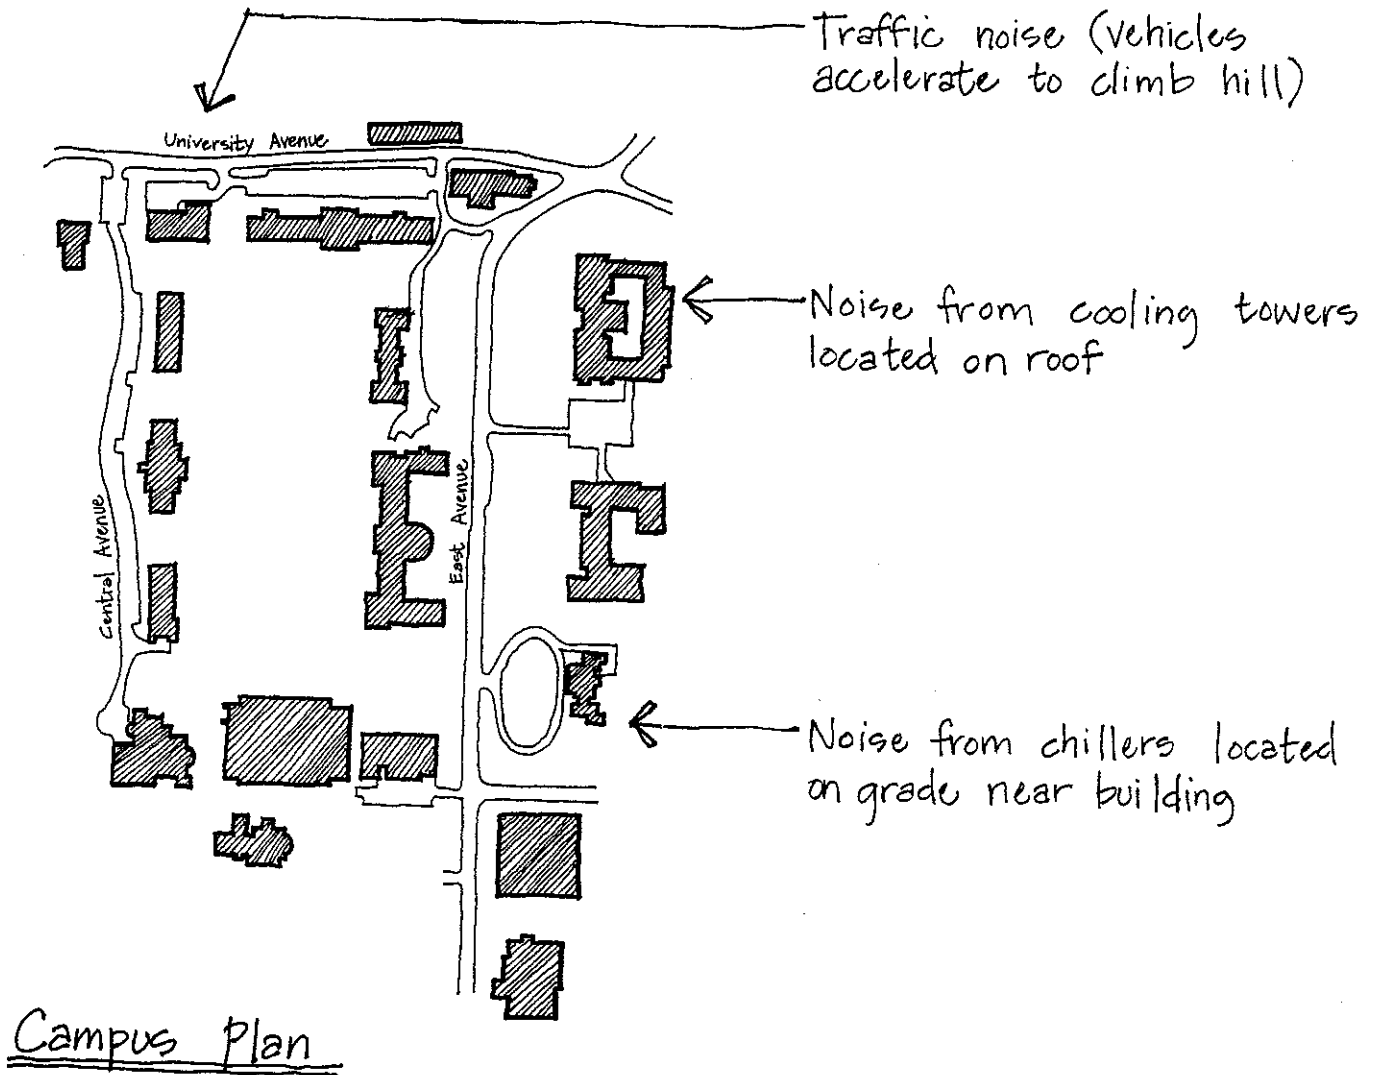 Traffic noise (vehicles
accelerate to climb hill)
University Avenue
Noise from cooling towers
located on roof
Central Avenue
East Avenue
Noise from chillers located
on grade near building
Campus Plan